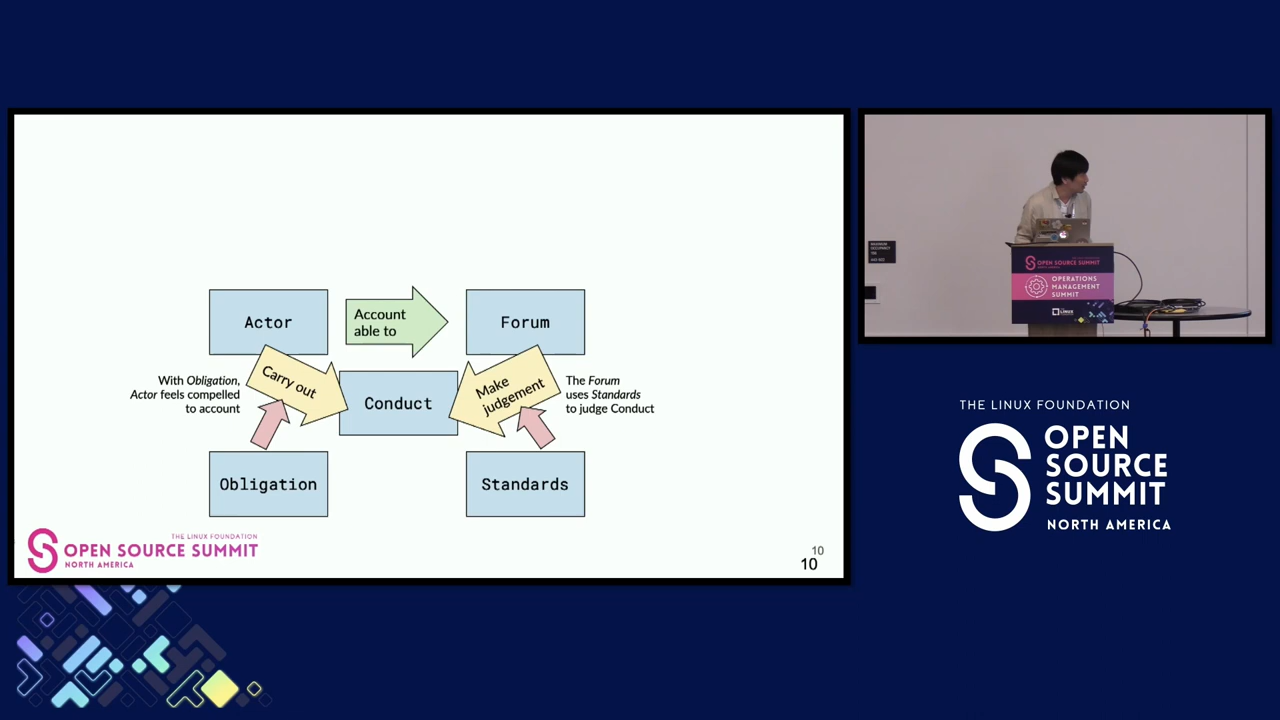 Actor
Account
able to
Forum
Carry out
Make
judgement
With Obligation,
Actor feels compelled
to account
Conduct
The Forum
uses Standards
to judge Conduct
Obligation
Standards
THE LINUX FOUNDATION
OPEN SOURCE SUMMIT
NORTH AMERICA
10
10
OPEN SOURCE SUMMIT
OPERATIONS
MANAGEMENT
SUMMIT
LINUX
THE LINUX FOUNDATION
OPEN
SOURCE
SUMMIT
NORTH AMERICA